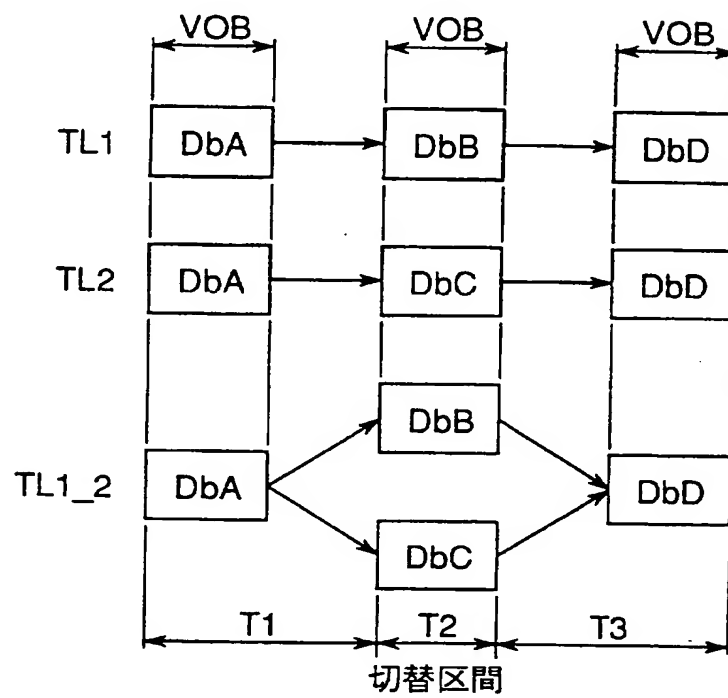 VOB VOB VOB
TL1 DbA DbB DbD
TL2 DbA DbC DbD
DbB
TL1_2 DbA DbD
DbC
T1 T2 T3
切替区間